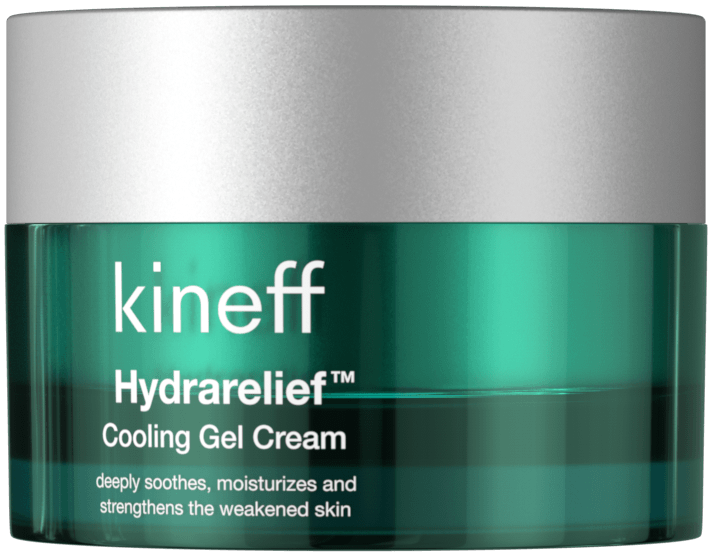 kineff
Hydrarelief™
Cooling Gel Cream
deeply soothes, moisturizes and
strengthens the weakened skin